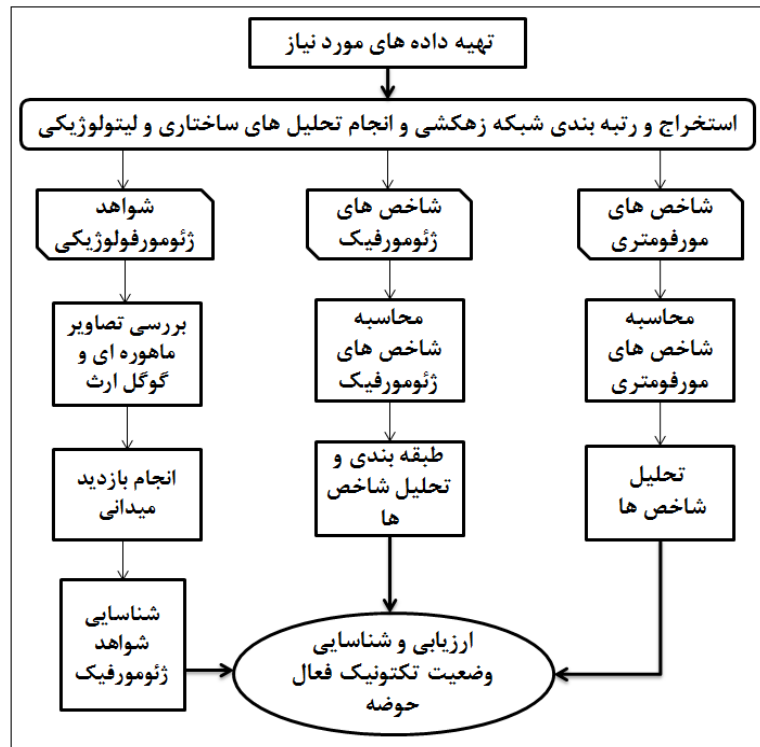 تهیه داده های مورد نیاز
استخراج و رتبه بندی شبکه زهکشی و انجام تحلیل های ساختاری و لیتولوژیکی
شاخص های
مورفومتری
محاسبه
شاخص های
مورفومتری
تحلیل
شاخص ها
شاخص های
ژئومورفیک
محاسبه
شاخص های
ژئومورفیک
طبقه بندی و
تحلیل شاخص
ها
شواهد
ژئومورفولوژیکی
بررسی تصاویر
ماهوره ای و
گوگل ارث
انجام بازدید
میدانی
شناسایی
شواهد
ژئومورفیک
ارزیابی و شناسایی
وضعیت تکتونیک فعال
حوضه